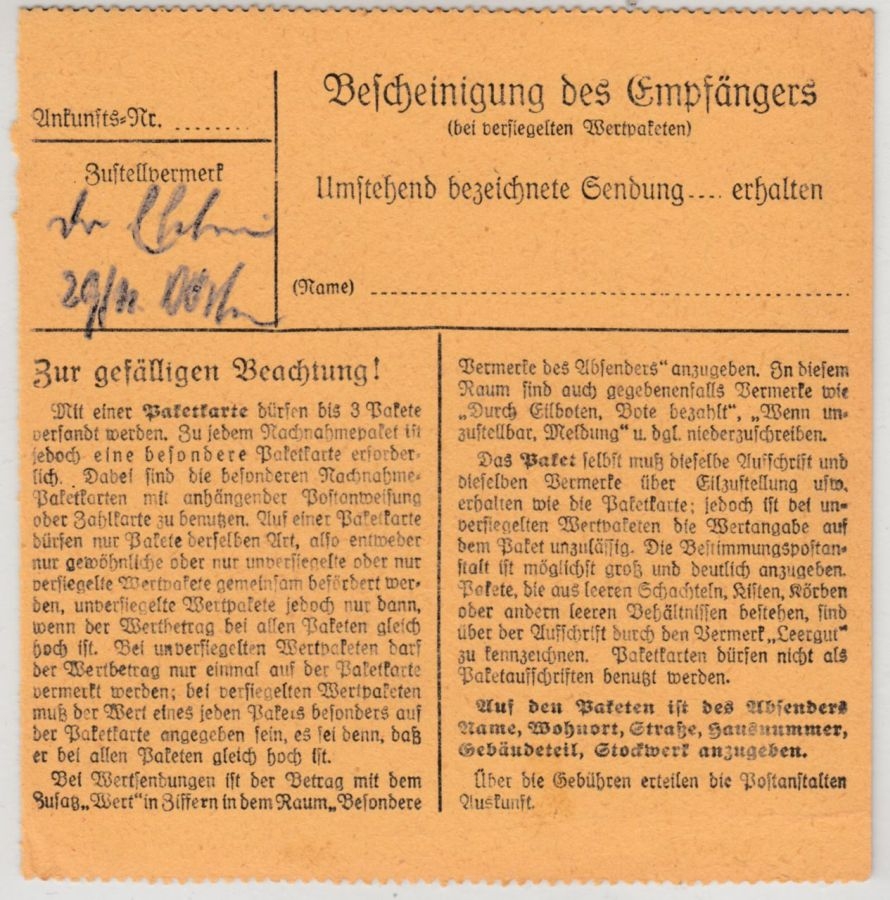 Bescheinigung des Empfängers
(bei versiegelten Wertpaketen)
Umstehend bezeichnete Sendung.... erhalten
(Name)
Ankunfts-Nr. ........
Zustellvermerk
Dr
29/11.
Zur gefälligen Beachtung!
Mit einer Paketkarte dürfen bis 3 Pakete
versandt werden. Zu jedem Nachnahmepaket ist
jedoch eine besondere Paketkarte erforder-
lich. Dabei sind die besonderen Nachnahme-
Paketkarten mit anhängender Postanweisung
oder Zahlkarte zu benutzen. Auf einer Paketkarte
dürfen nur Pakete derselben Art, also entweder
nur gewöhnliche oder nur unversiegelte oder nur
versiegelte Wertpakete gemeinsam befördert wer-
den, unversiegelte Wertpakete jedoch nur dann,
wenn der Wertbetrag bei allen Paketen gleich
hoch ist. Bei unversiegelten Wertpaketen darf
der Wertbetrag nur einmal auf der Paketkarte
vermerkt werden; bei versiegelten Wertpaketen
muß der Wert eines jeden Pakets besonders auf
der Paketkarte angegeben sein, es sei denn, daß
er bei allen Paketen gleich hoch ist.
Bei Wertsendungen ist der Betrag mit dem
Zusatz „Wert“ in Ziffern in dem Raum „Besondere
Vermerke des Absenders“ anzugeben. In diesem
Raum sind auch gegebenenfalls Vermerke wie
„Durch Eilboten, Bote bezahlt“, „Wenn un-
zustellbar, Meldung“ u. dgl. niederzuschreiben.
Das Paket selbst muß dieselbe Aufschrift und
dieselben Vermerke über Eilzustellung usw.
erhalten wie die Paketkarte; jedoch ist bei un-
versiegelten Wertpaketen die Wertangabe auf
dem Paket unzulässig. Die Bestimmungspostan-
stalt ist möglichst groß und deutlich anzugeben.
Pakete, die aus leeren Schachteln, Kisten, Körben
oder andern leeren Behältnissen bestehen, sind
über der Aufschrift durch den Vermerk „Leergut“
zu kennzeichnen. Paketkarten dürfen nicht als
Paketaufschriften benutzt werden.
Auf den Paketen ist des Absenders
Name, Wohnort, Straße, Hausnummer,
Gebäudeteil, Stockwerk anzugeben.
Über die Gebühren erteilen die Postanstalten
Auskunft.